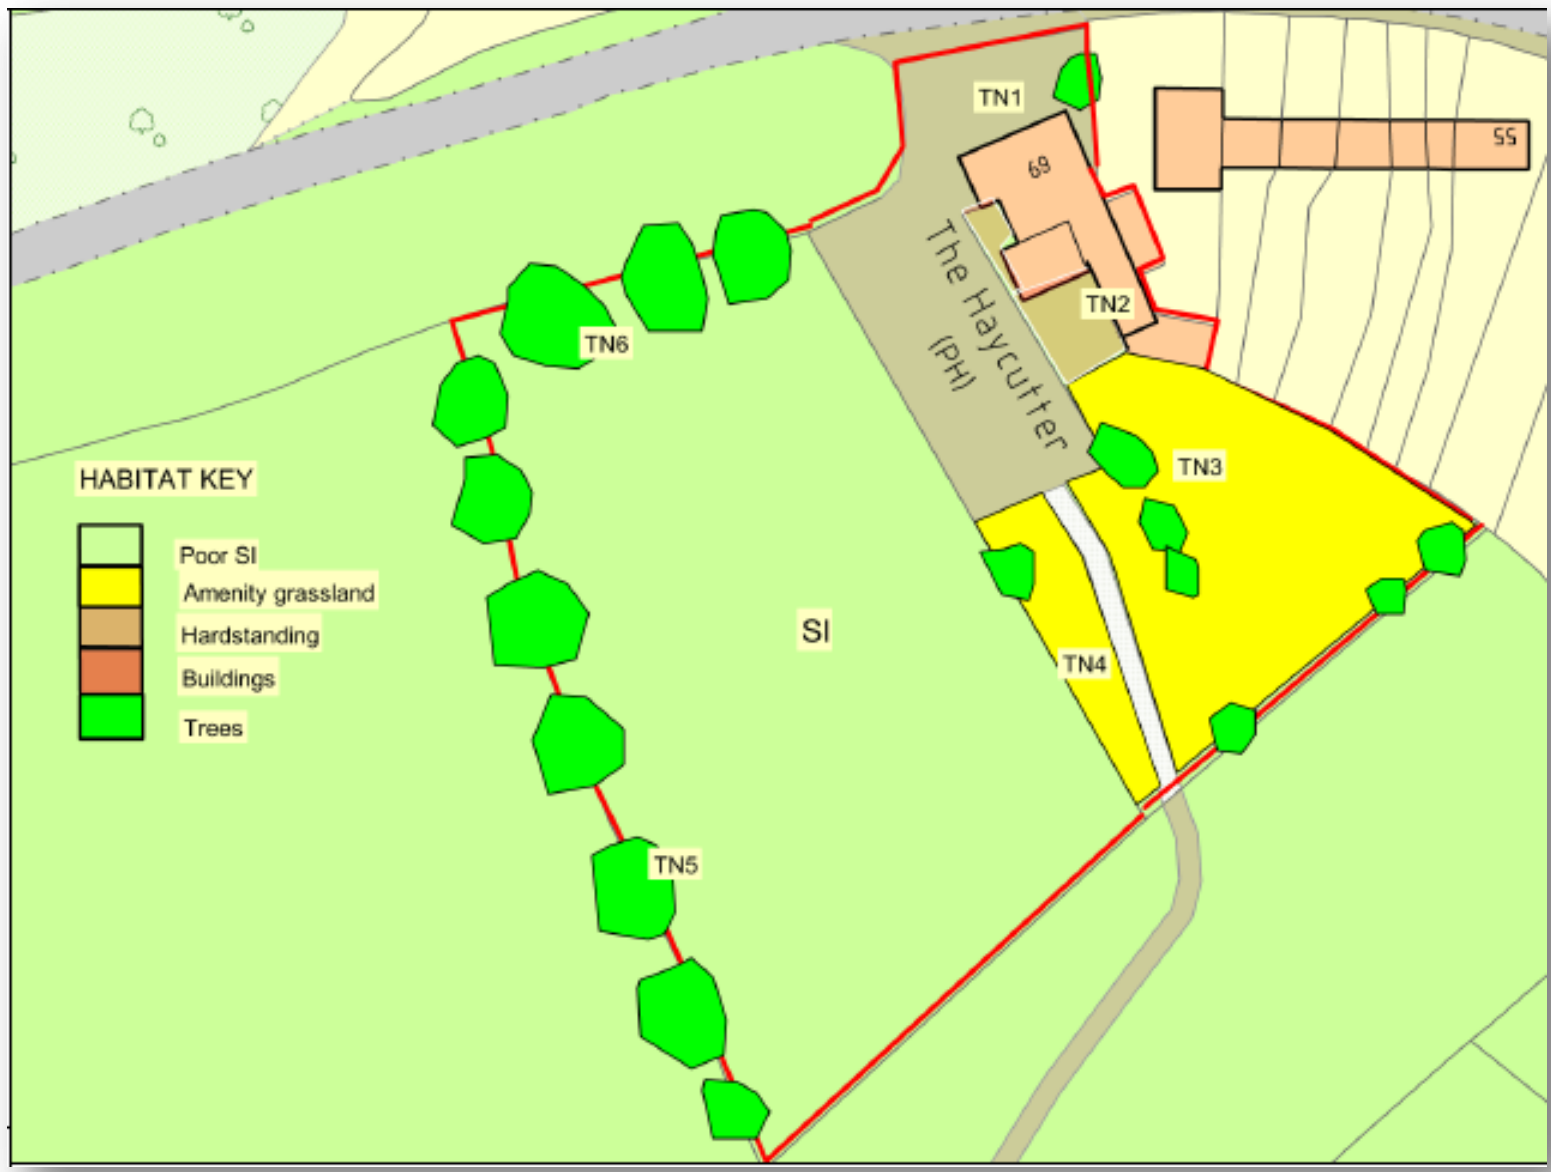 TN1
69
55
The Haycutter
(PH)
TN2
TN6
TN3
HABITAT KEY
Poor SI
Amenity grassland
Hardstanding
Buildings
Trees
SI
TN4
TN5